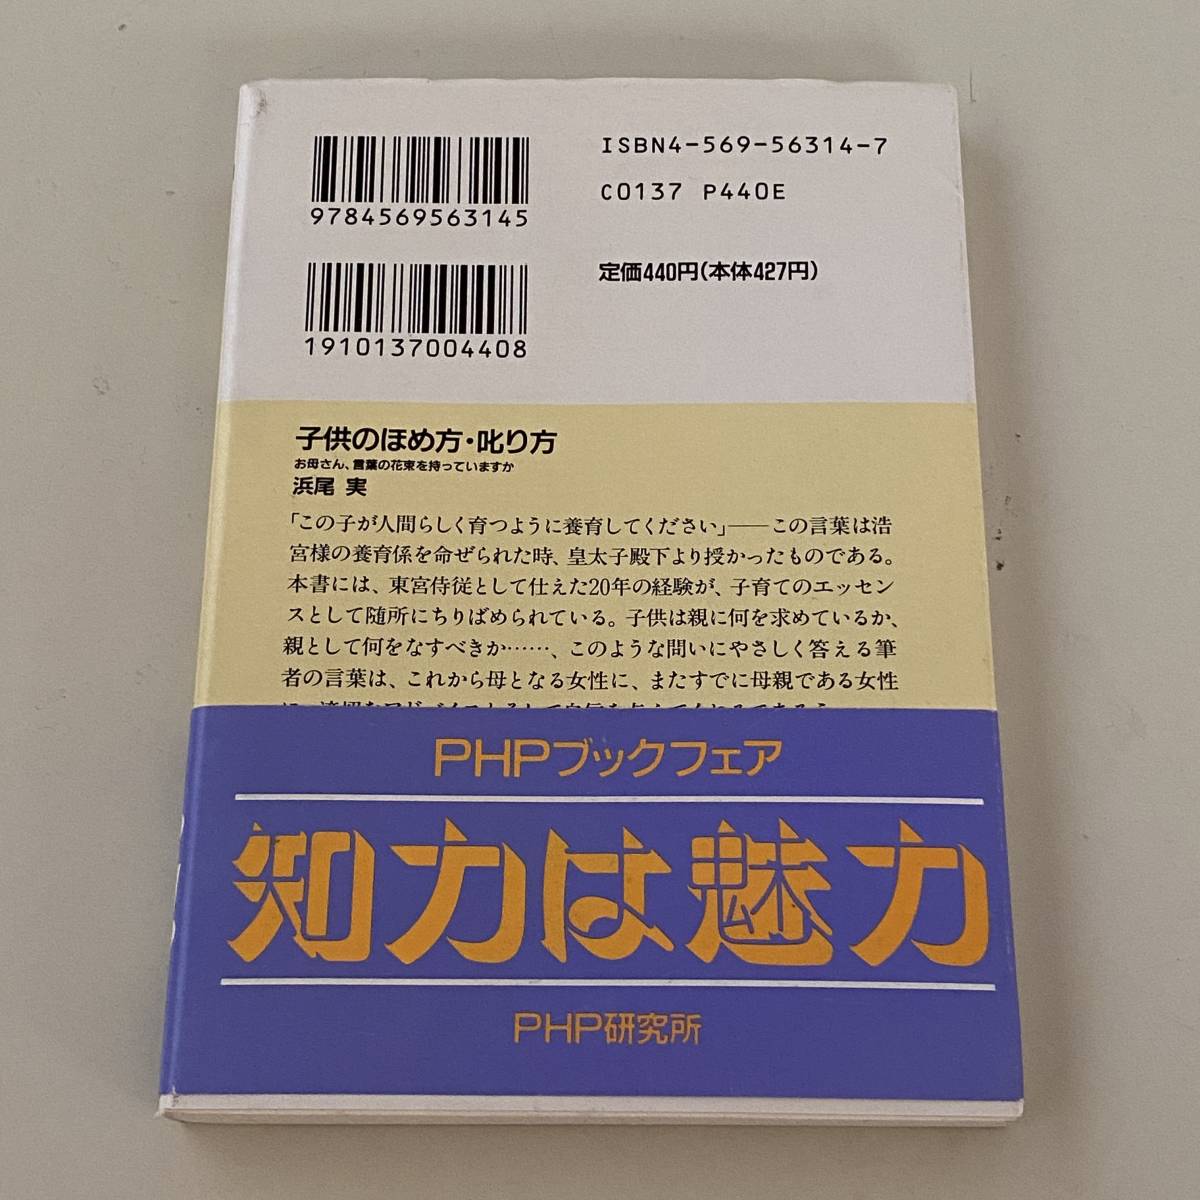 ISBN4-569-56314-7
C0137 P440E
9784569563145
定価440円(本体427円)
1910137004408
子供のほめ方・叱り方
お母さん、言葉の花束を持っていますか
浜尾 実
「この子が人間らしく育つように養育してください」――この言葉は浩
宮様の養育係を命ぜられた時、皇太子殿下より授かったものである。
本書には、東宮侍従として仕えた20年の経験が、子育てのエッセン
スとして随所にちりばめられている。子供は親に何を求めているか、
親として何をなすべきか……、このような問いにやさしく答える筆
者の言葉は、これから母となる女性に、またすでに母親である女性
PHPブックフェア
知力は魅力
PHP研究所